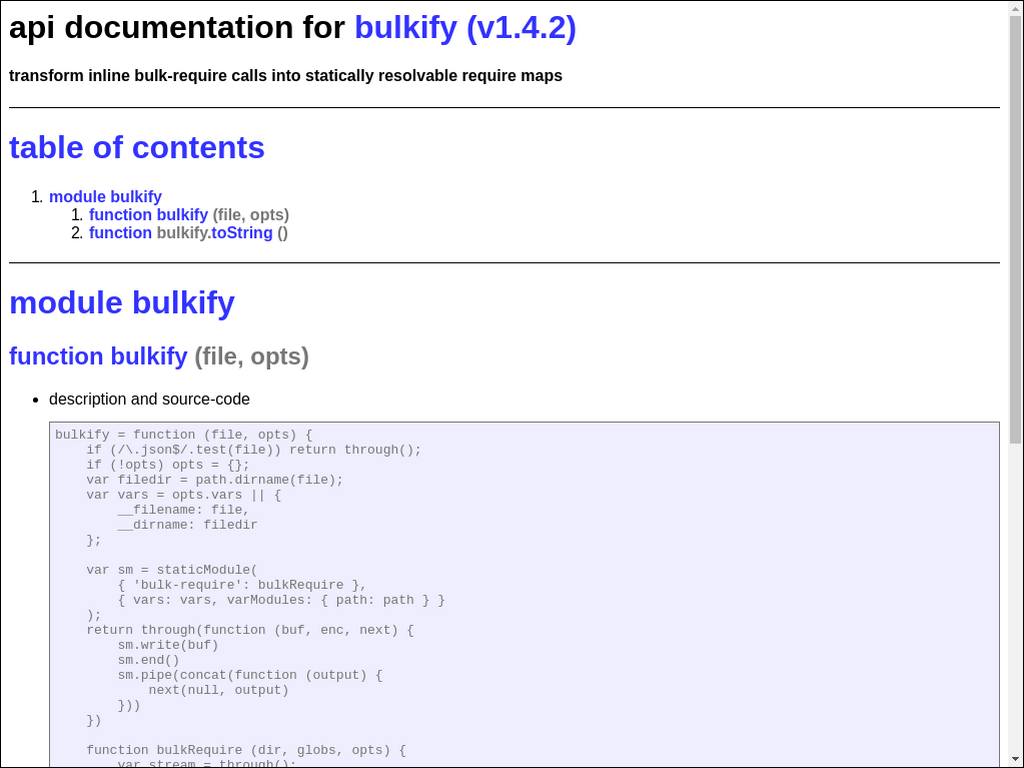 api documentation for bulkify (v1.4.2)
transform inline bulk-require calls into statically resolvable require maps
table of contents
1. module bulkify
1. function bulkify (file, opts)
2. function bulkify.toString ()
module bulkify
function bulkify (file, opts)
• description and source-code
bulkify = function (file, opts) {
    if (/\.json$/.test(file)) return through();
    if (!opts) opts = {};
    var filedir = path.dirname(file);
    var vars = opts.vars || {
        __filename: file,
        __dirname: filedir
    };
    var sm = staticModule(
        { 'bulk-require': bulkRequire },
        { vars: vars, varModules: { path: path } }
    );
    return through(function (buf, enc, next) {
        sm.write(buf)
        sm.end()
        sm.pipe(concat(function (output) {
            next(null, output)
        }))
    })
    function bulkRequire (dir, globs, opts) {
        var stream = through();